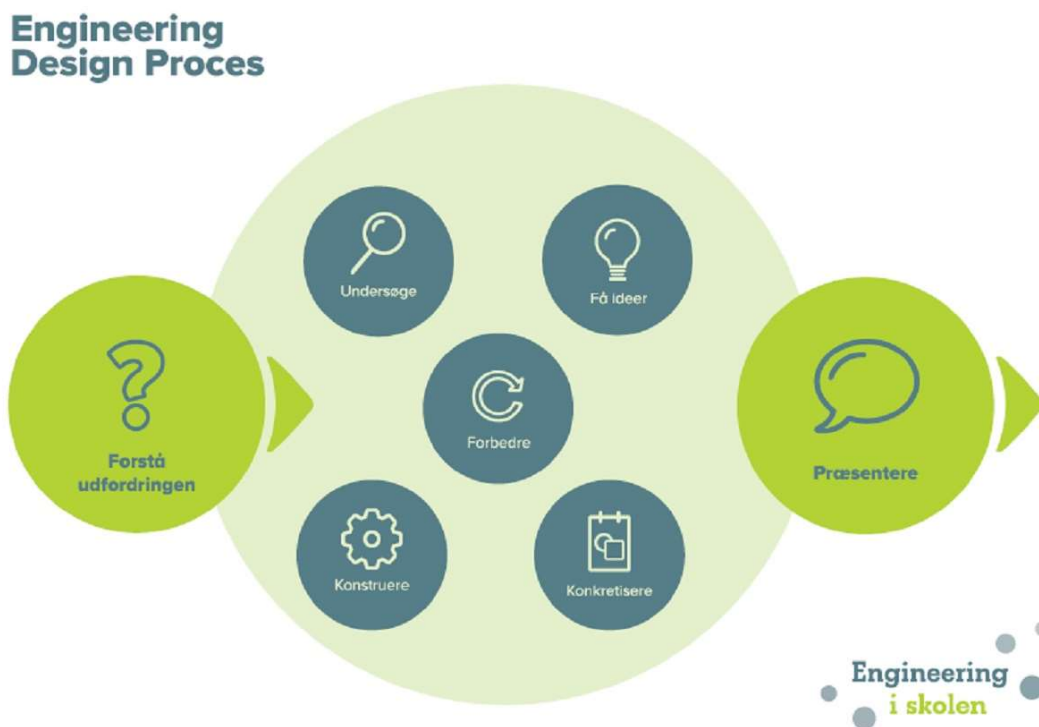 Engineering
Design Proces
Undersøge
Få ideer
Forbedre
Forstå
udfordringen
Præsentere
Konstruere
Konkretisere
Engineering
i skolen